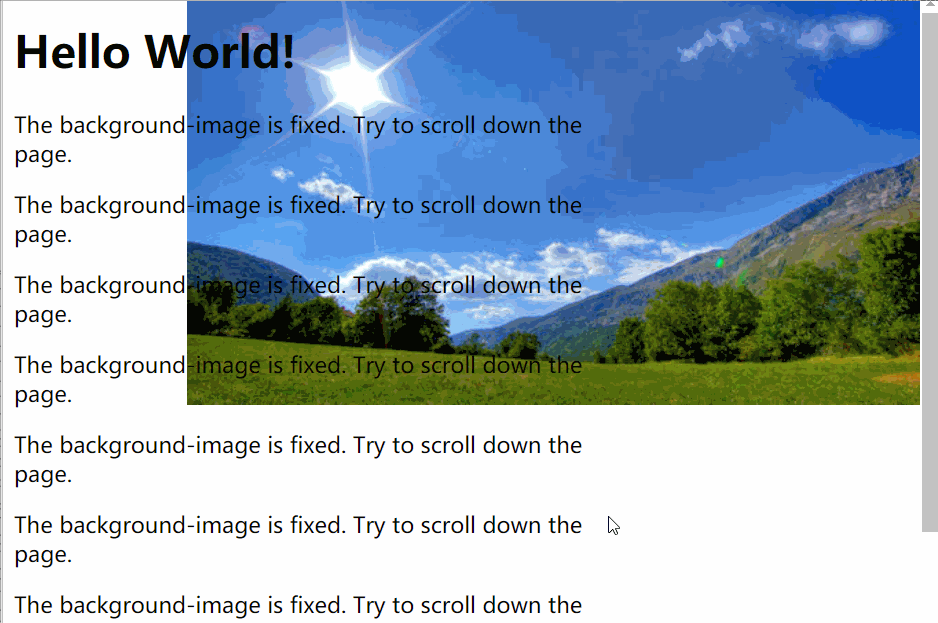 Hello World!
The background-image is fixed. Try to scroll down the
page.
The background-image is fixed. Try to scroll down the
page.
The background-image is fixed. Try to scroll down the
page.
The background-image is fixed. Try to scroll down the
page.
The background-image is fixed. Try to scroll down the
page.
The background-image is fixed. Try to scroll down the
page.
The background-image is fixed. Try to scroll down the